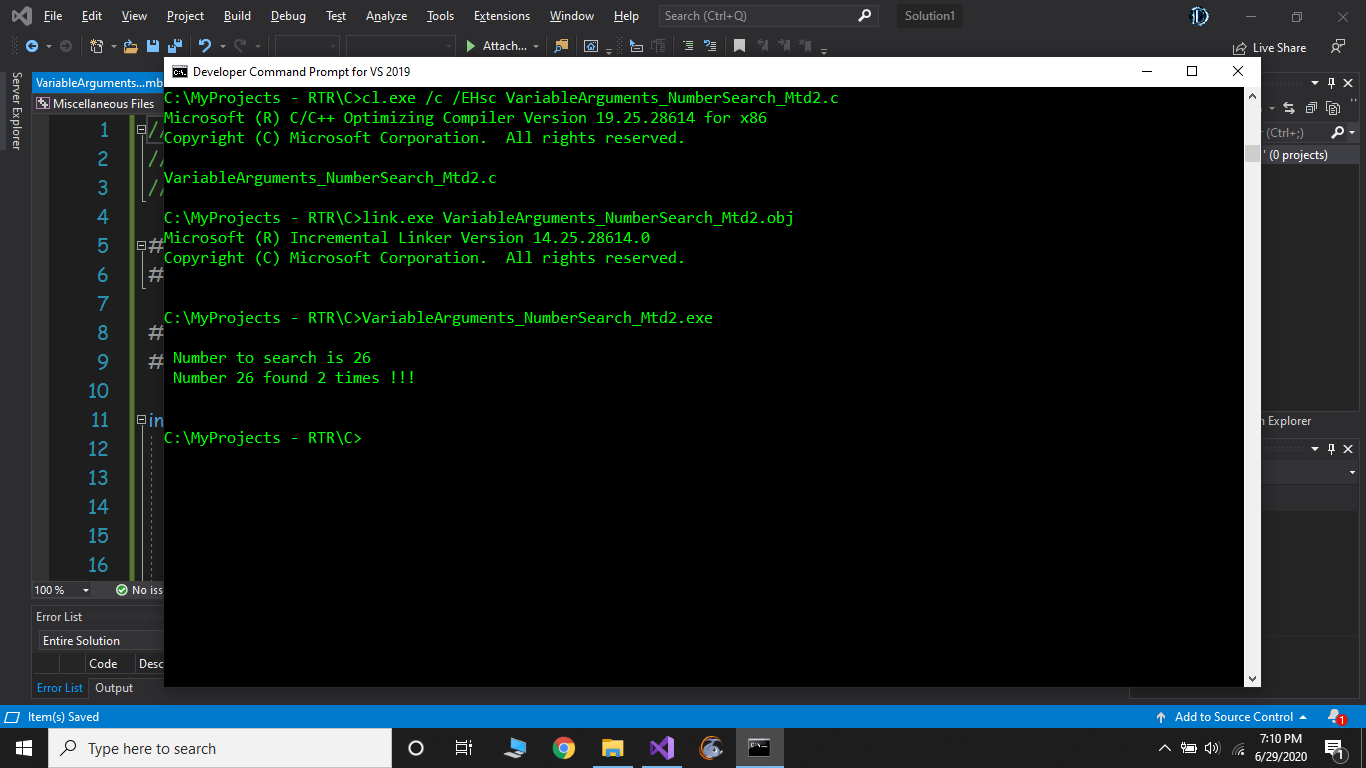 File Edit View Project Build Debug Test Analyze Tools Extensions Window Help Search (Ctrl+Q) Solution1
Attach... Live Share
Server Explorer
VariableArguments...mb
Miscellaneous Files
Developer Command Prompt for VS 2019
C:\MyProjects - RTR\C>cl.exe /c /EHsc VariableArguments_NumberSearch_Mtd2.c
Microsoft (R) C/C++ Optimizing Compiler Version 19.25.28614 for x86
Copyright (C) Microsoft Corporation.  All rights reserved.
VariableArguments_NumberSearch_Mtd2.c
C:\MyProjects - RTR\C>link.exe VariableArguments_NumberSearch_Mtd2.obj
Microsoft (R) Incremental Linker Version 14.25.28614.0
Copyright (C) Microsoft Corporation.  All rights reserved.
C:\MyProjects - RTR\C>VariableArguments_NumberSearch_Mtd2.exe
Number to search is 26
Number 26 found 2 times !!!
C:\MyProjects - RTR\C>
1 //
2 //
3 //
4
5 #
6 #
7
8 #
9 #
10
11 in
12
13
14
15
16
(Ctrl+;)
' (0 projects)
n Explorer
100 % No iss
Error List
Entire Solution
Code Desc
Error List Output
Item(s) Saved Add to Source Control 1
Type here to search
7:10 PM
6/29/2020
1